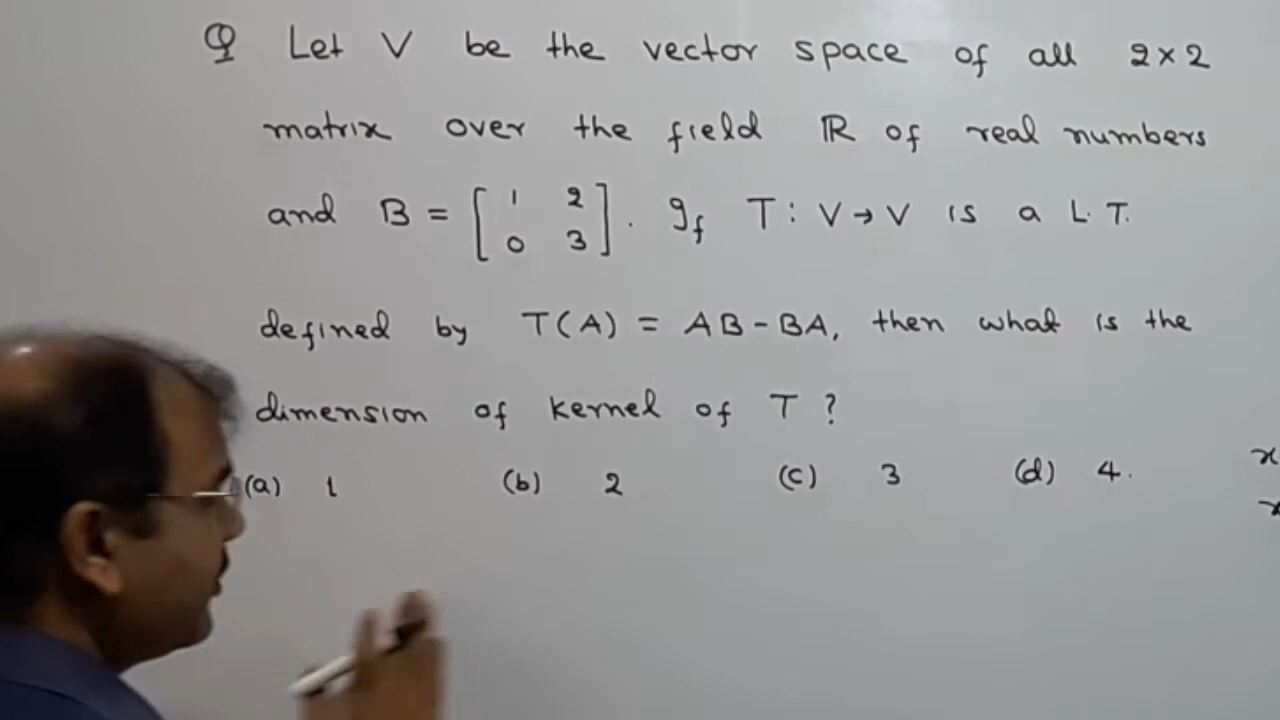 Q Let V be the vector space of all 2×2
matrix over the field ℝ of real numbers
and B = [ 1 2 ; 0 3 ] . If T : V → V is a L.T.
defined by T(A) = AB - BA, then what is the
dimension of kernel of T ?
(a) 1 (b) 2 (c) 3 (d) 4.
x